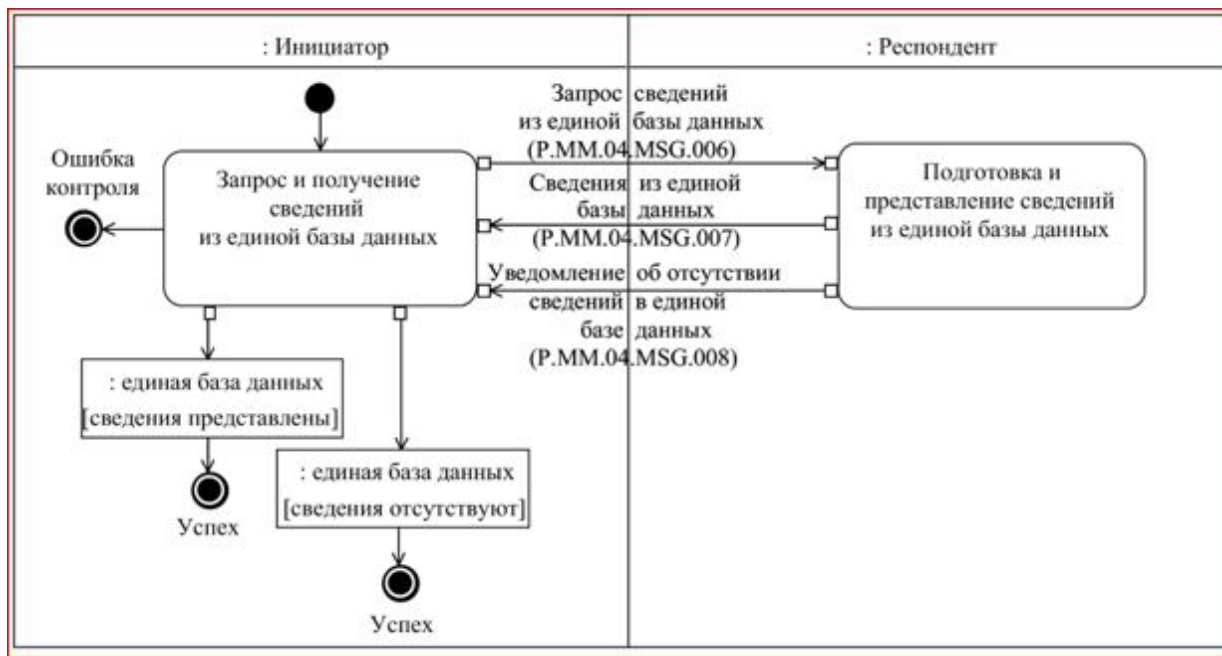 : Инициатор
: Респондент
Запрос сведений
из единой базы данных
(P.MM.04.MSG.006)
Ошибка
контроля
Запрос и получение
сведений
из единой базы данных
Сведения из единой
базы данных
(P.MM.04.MSG.007)
Подготовка и
представление сведений
из единой базы данных
Уведомление об отсутствии
сведений в единой
базе данных
(P.MM.04.MSG.008)
: единая база данных
[сведения представлены]
: единая база данных
[сведения отсутствуют]
Успех
Успех